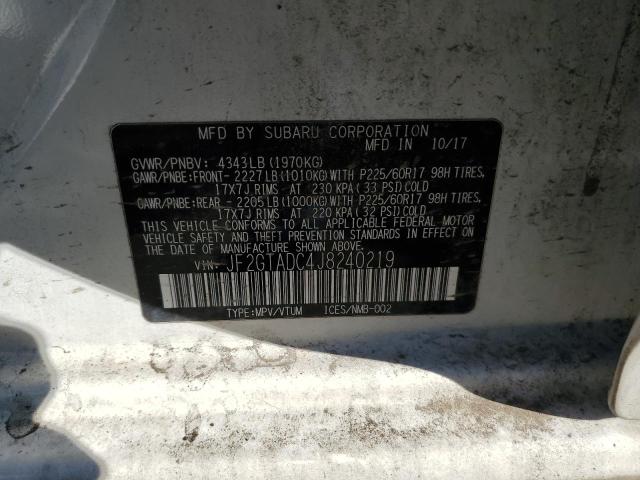 MFD BY SUBARU CORPORATION
MFD IN 10/17
GVWR/PNBV: 4343LB (1970KG)
GAWR/PNBE:FRONT- 2227LB(1010KG)WITH P225/60R17 98H TIRES,
17X7J RIMS AT 230 KPA (33 PSI)COLD
GAWR/PNBE:REAR - 2205LB(1000KG)WITH P225/60R17 98H TIRES,
17X7J RIMS AT 220 KPA (32 PSI)COLD
THIS VEHICLE CONFORMS TO ALL APPLICABLE FEDERAL MOTOR
VEHICLE SAFETY AND THEFT PREVENTION STANDARDS IN EFFECT
ON THE DATE OF MANUFACTURE SHOWN ABOVE.
VIN: JF2GTADC4J8240219
TYPE:MPV/VTUM ICES/NMB-002